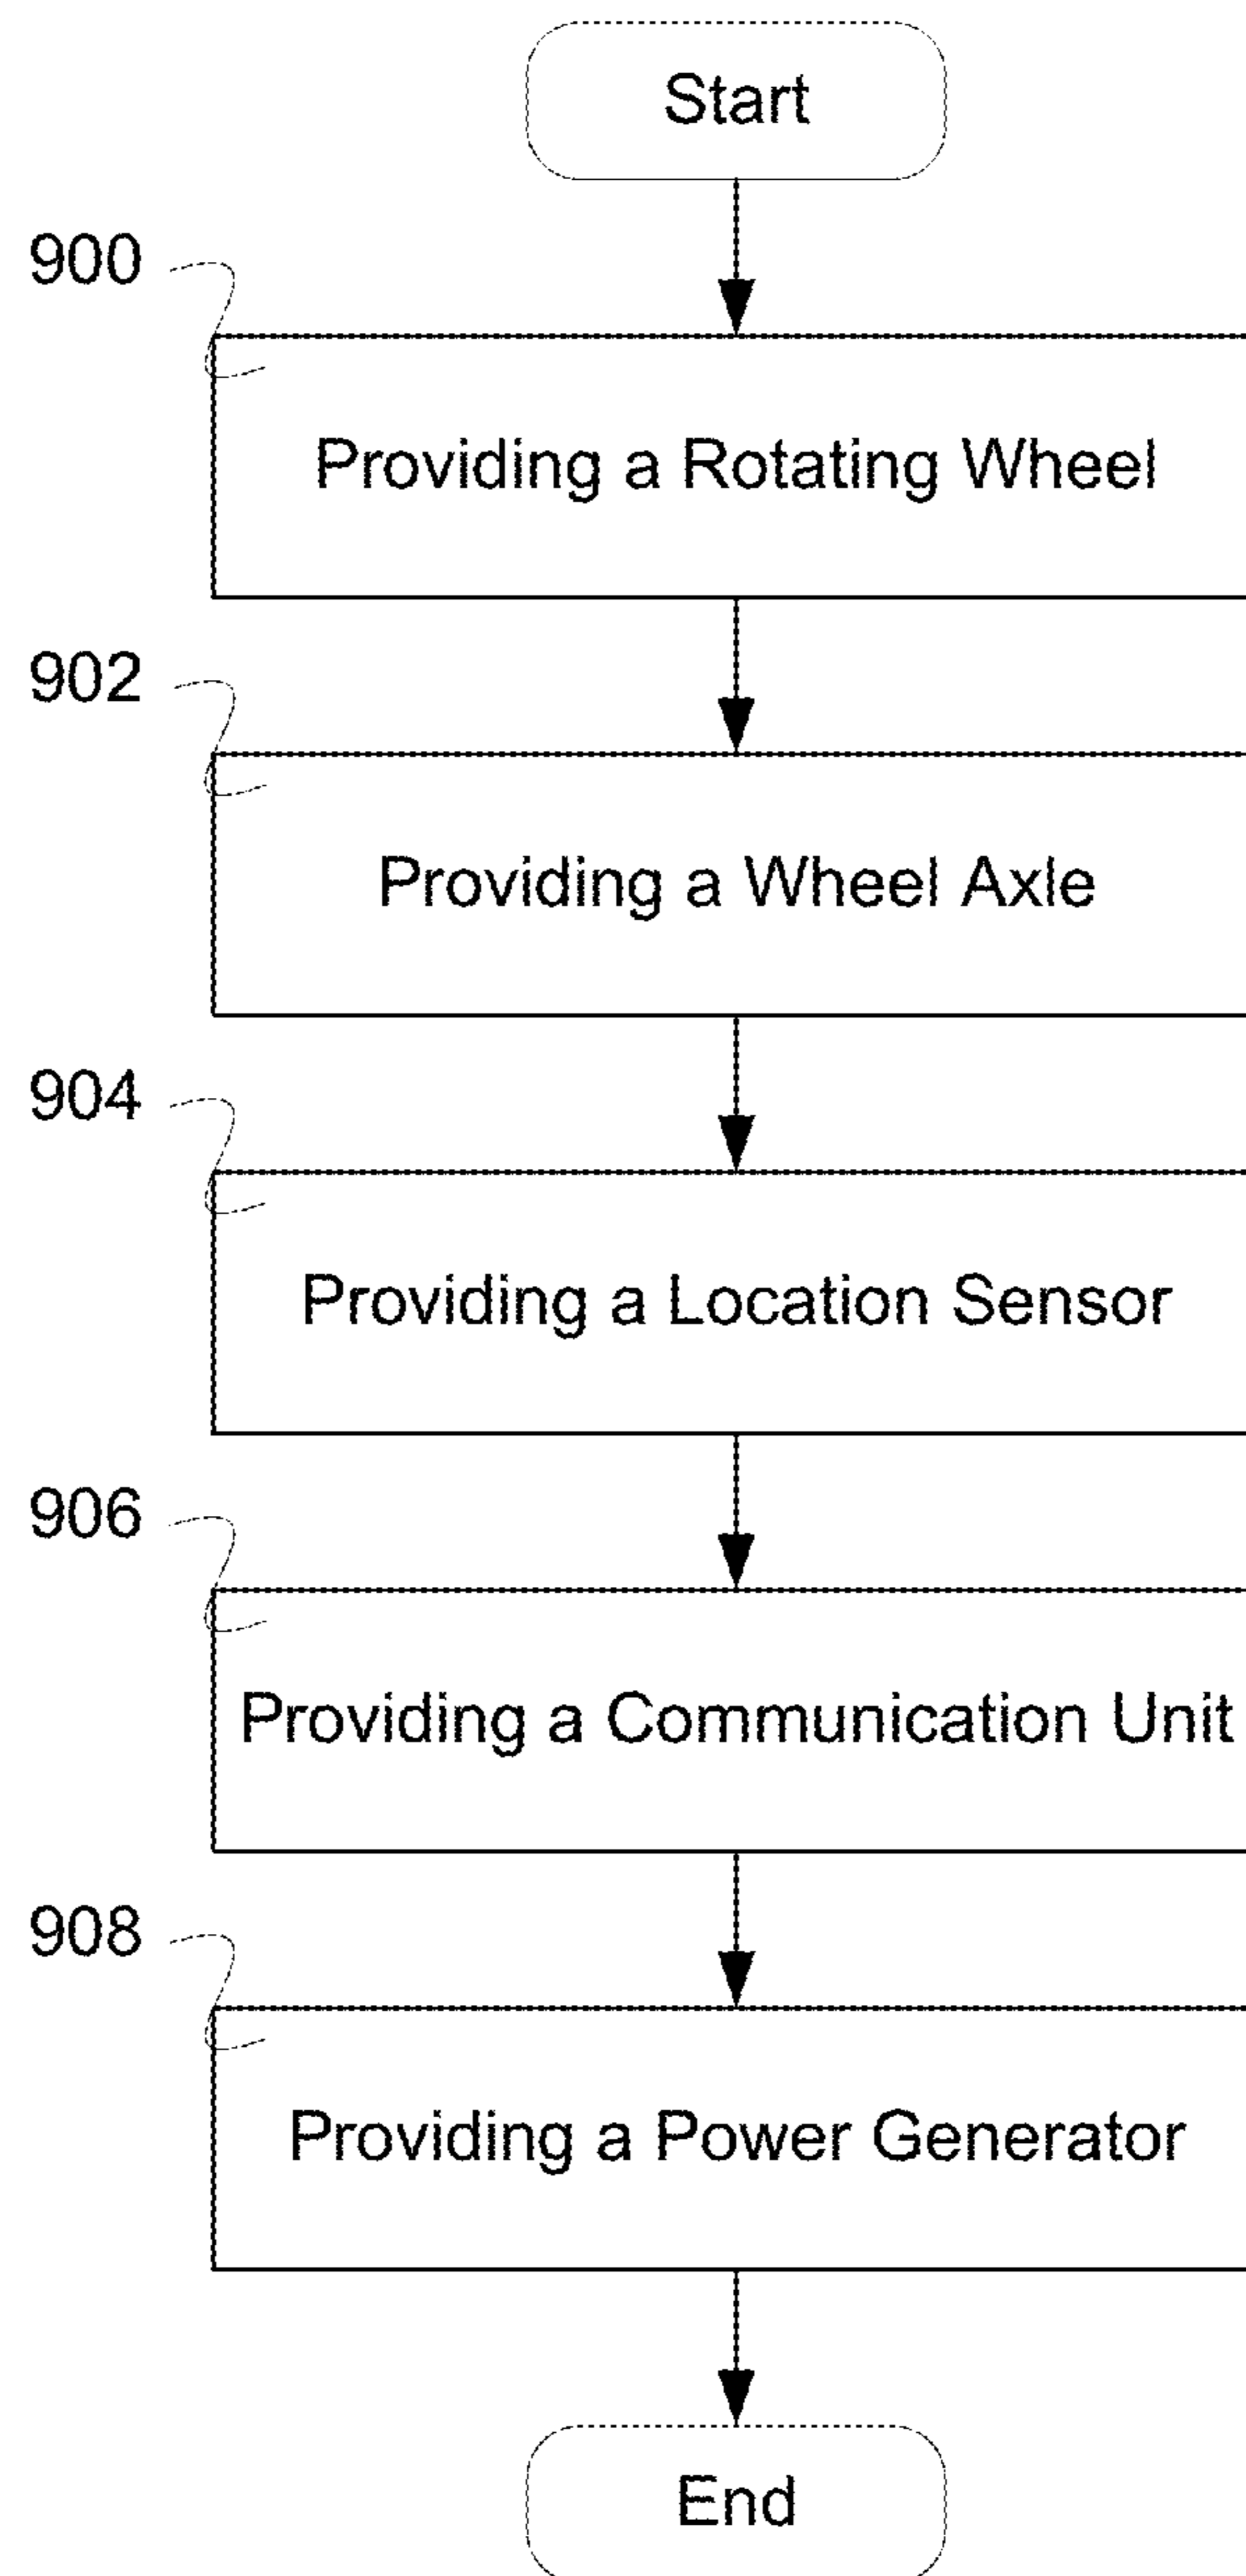 Start
900
Providing a Rotating Wheel
902
Providing a Wheel Axle
904
Providing a Location Sensor
906
Providing a Communication Unit
908
Providing a Power Generator
End